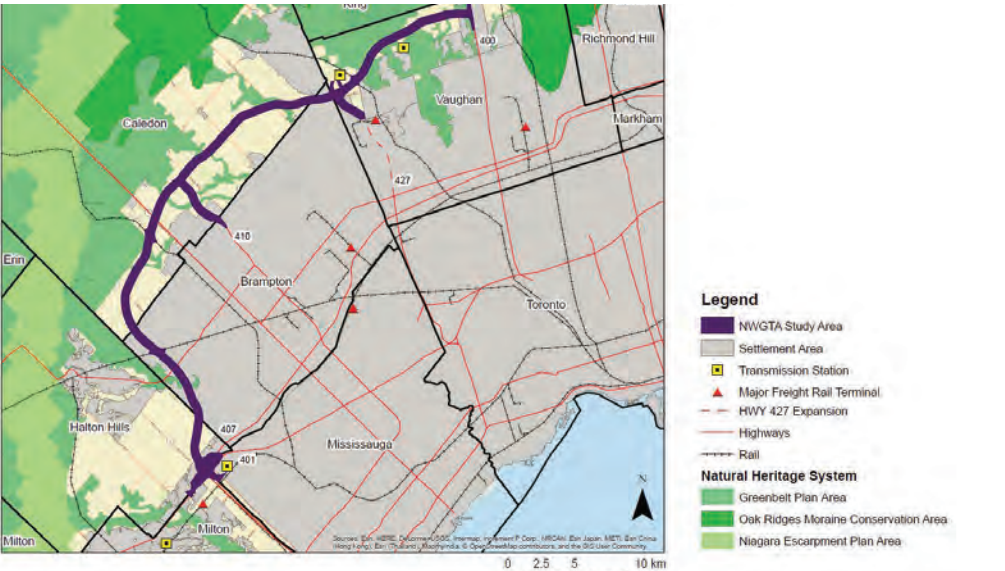 King
400
Richmond Hill
Vaughan
Markham
Caledon
427
410
Erin
Brampton
Toronto
Halton Hills
407
Mississauga
401
Milton
Milton
N
0 2.5 5 10 km
Legend
NWGTA Study Area
Settlement Area
Transmission Station
Major Freight Rail Terminal
HWY 427 Expansion
Highways
Rail
Natural Heritage System
Greenbelt Plan Area
Oak Ridges Moraine Conservation Area
Niagara Escarpment Plan Area